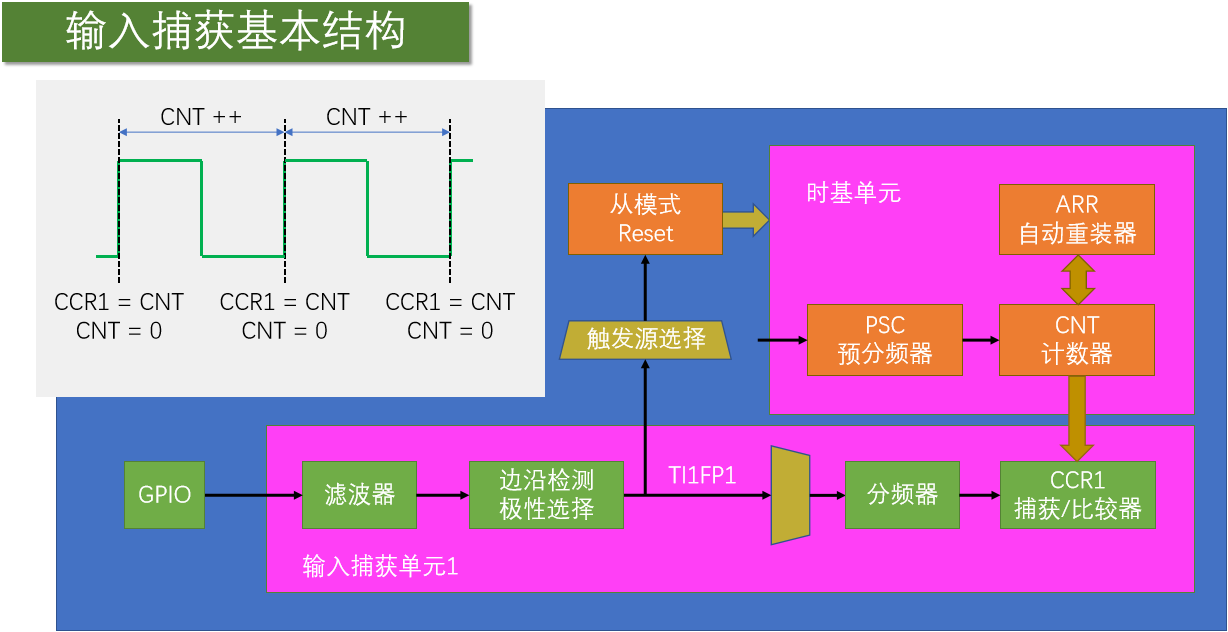 输入捕获基本结构
CNT ++
CNT ++
CCR1 = CNT
CNT = 0
CCR1 = CNT
CNT = 0
CCR1 = CNT
CNT = 0
从模式
Reset
时基单元
ARR
自动重装器
触发源选择
PSC
预分频器
CNT
计数器
GPIO
滤波器
边沿检测
极性选择
TI1FP1
分频器
CCR1
捕获/比较器
输入捕获单元1